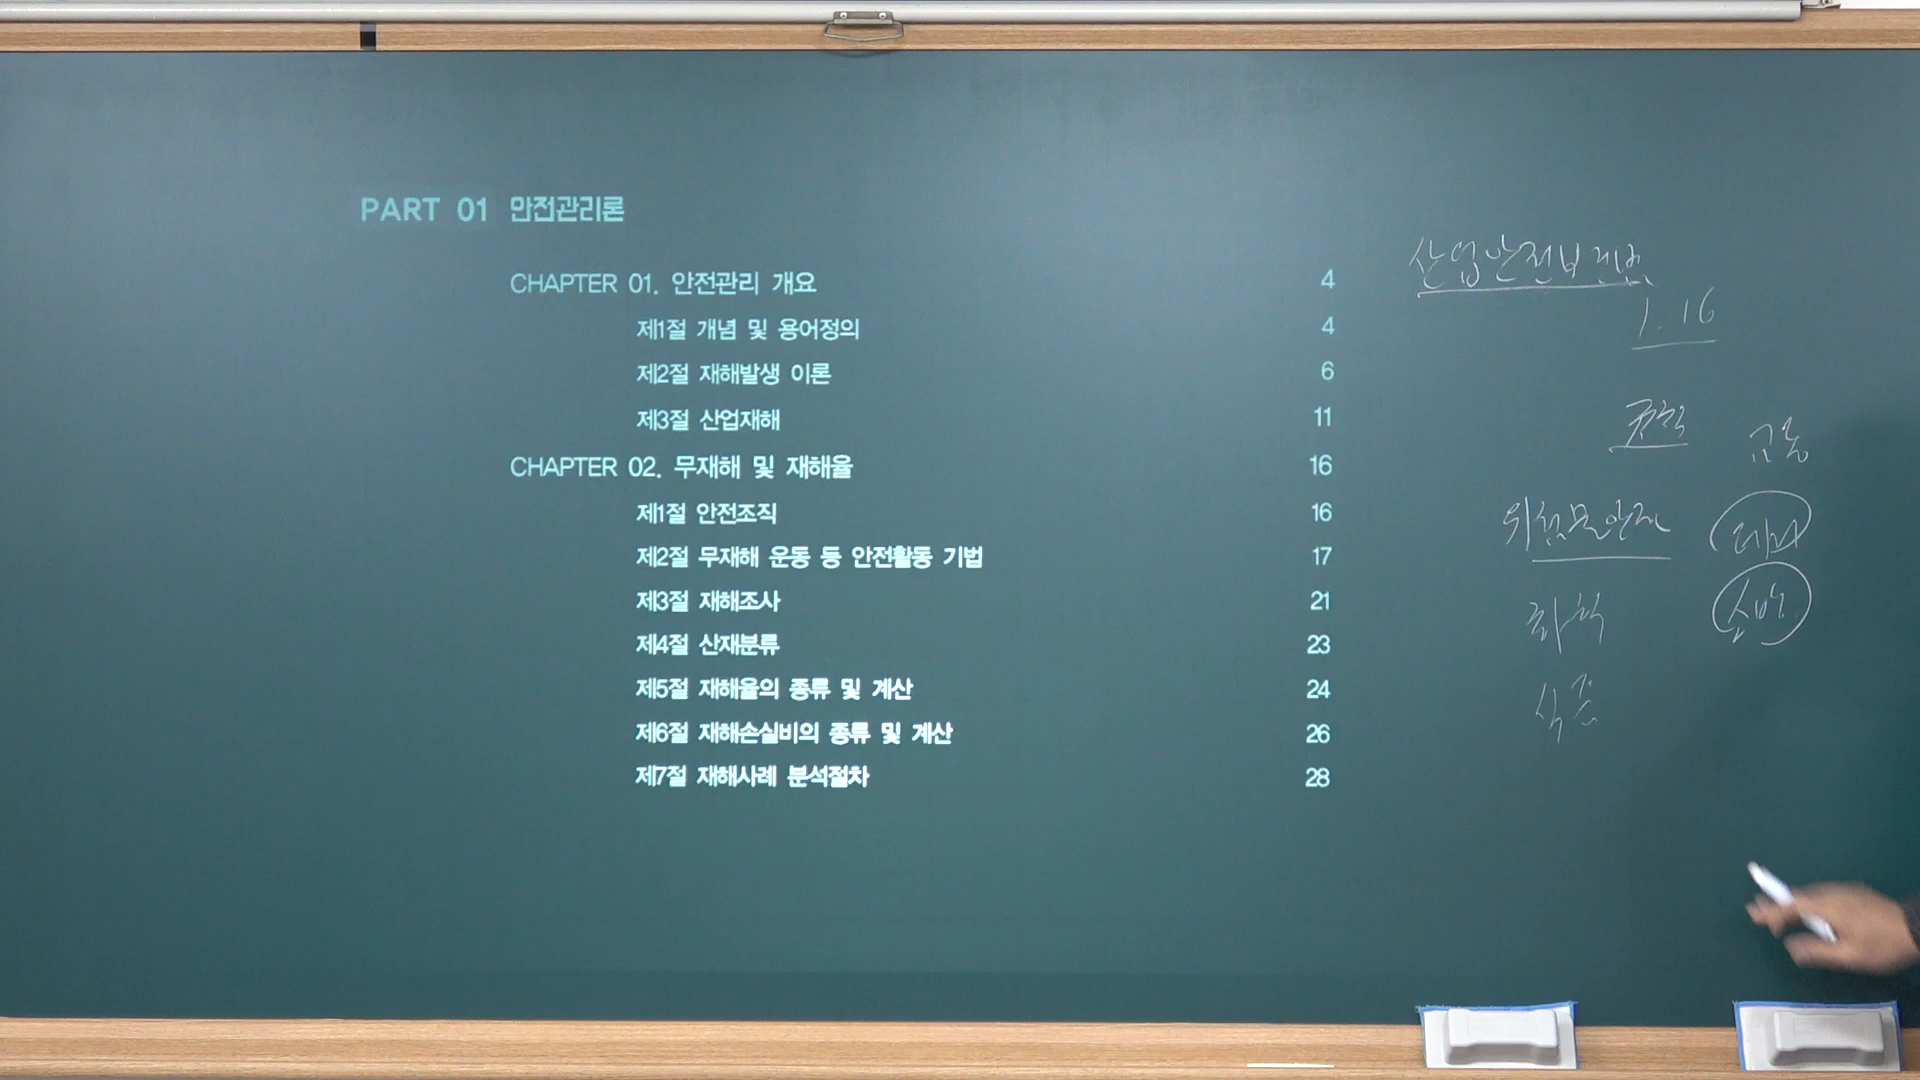 PART 01 안전관리론
CHAPTER 01. 안전관리 개요 4
제1절 개념 및 용어정의 4
제2절 재해발생 이론 6
제3절 산업재해 11
CHAPTER 02. 무재해 및 재해율 16
제1절 안전조직 16
제2절 무재해 운동 등 안전활동 기법 17
제3절 재해조사 21
제4절 산재분류 23
제5절 재해율의 종류 및 계산 24
제6절 재해손실비의 종류 및 계산 26
제7절 재해사례 분석절차 28
산업안전보건법
1.16
고용
위험물안전
소방
화학